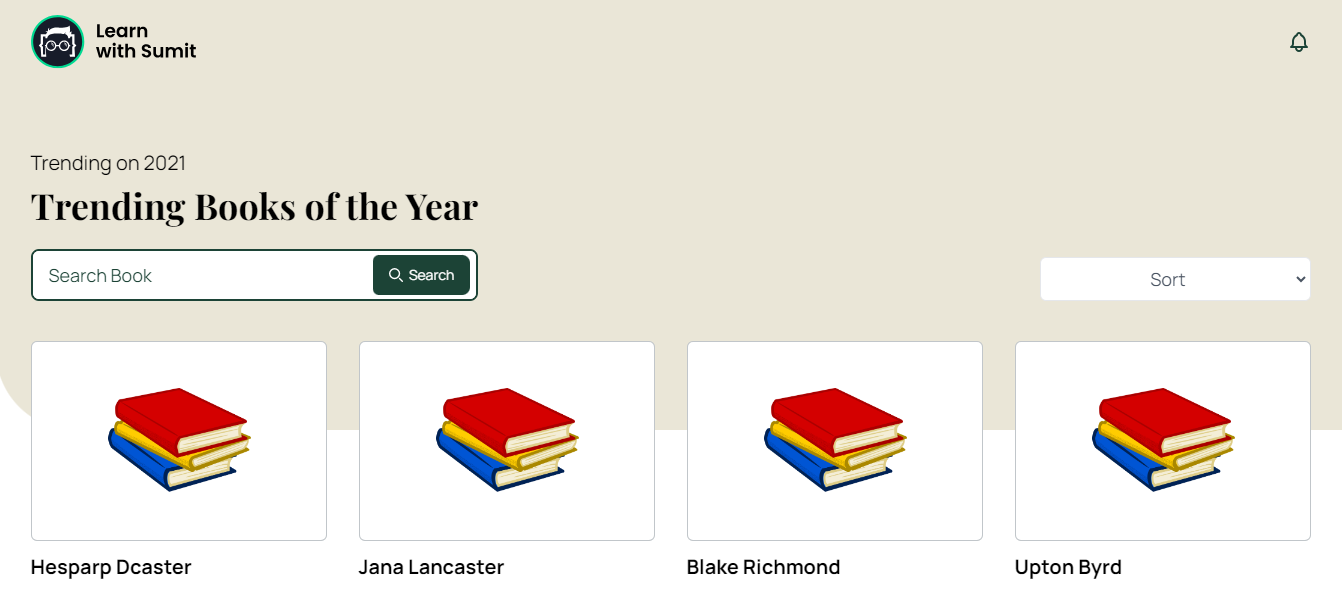 Learn
with Sumit
Trending on 2021
Trending Books of the Year
Search Book
Search
Sort
Hesparp Dcaster
Jana Lancaster
Blake Richmond
Upton Byrd